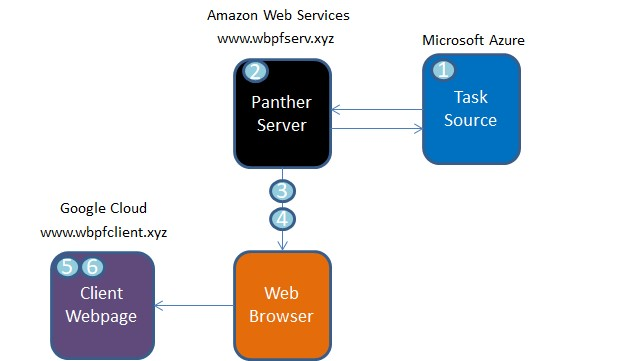 Amazon Web Services
www.wbpfserv.xyz
Microsoft Azure
2
Panther
Server
1
Task
Source
3
4
Google Cloud
www.wbpfclient.xyz
5 6
Client
Webpage
Web
Browser